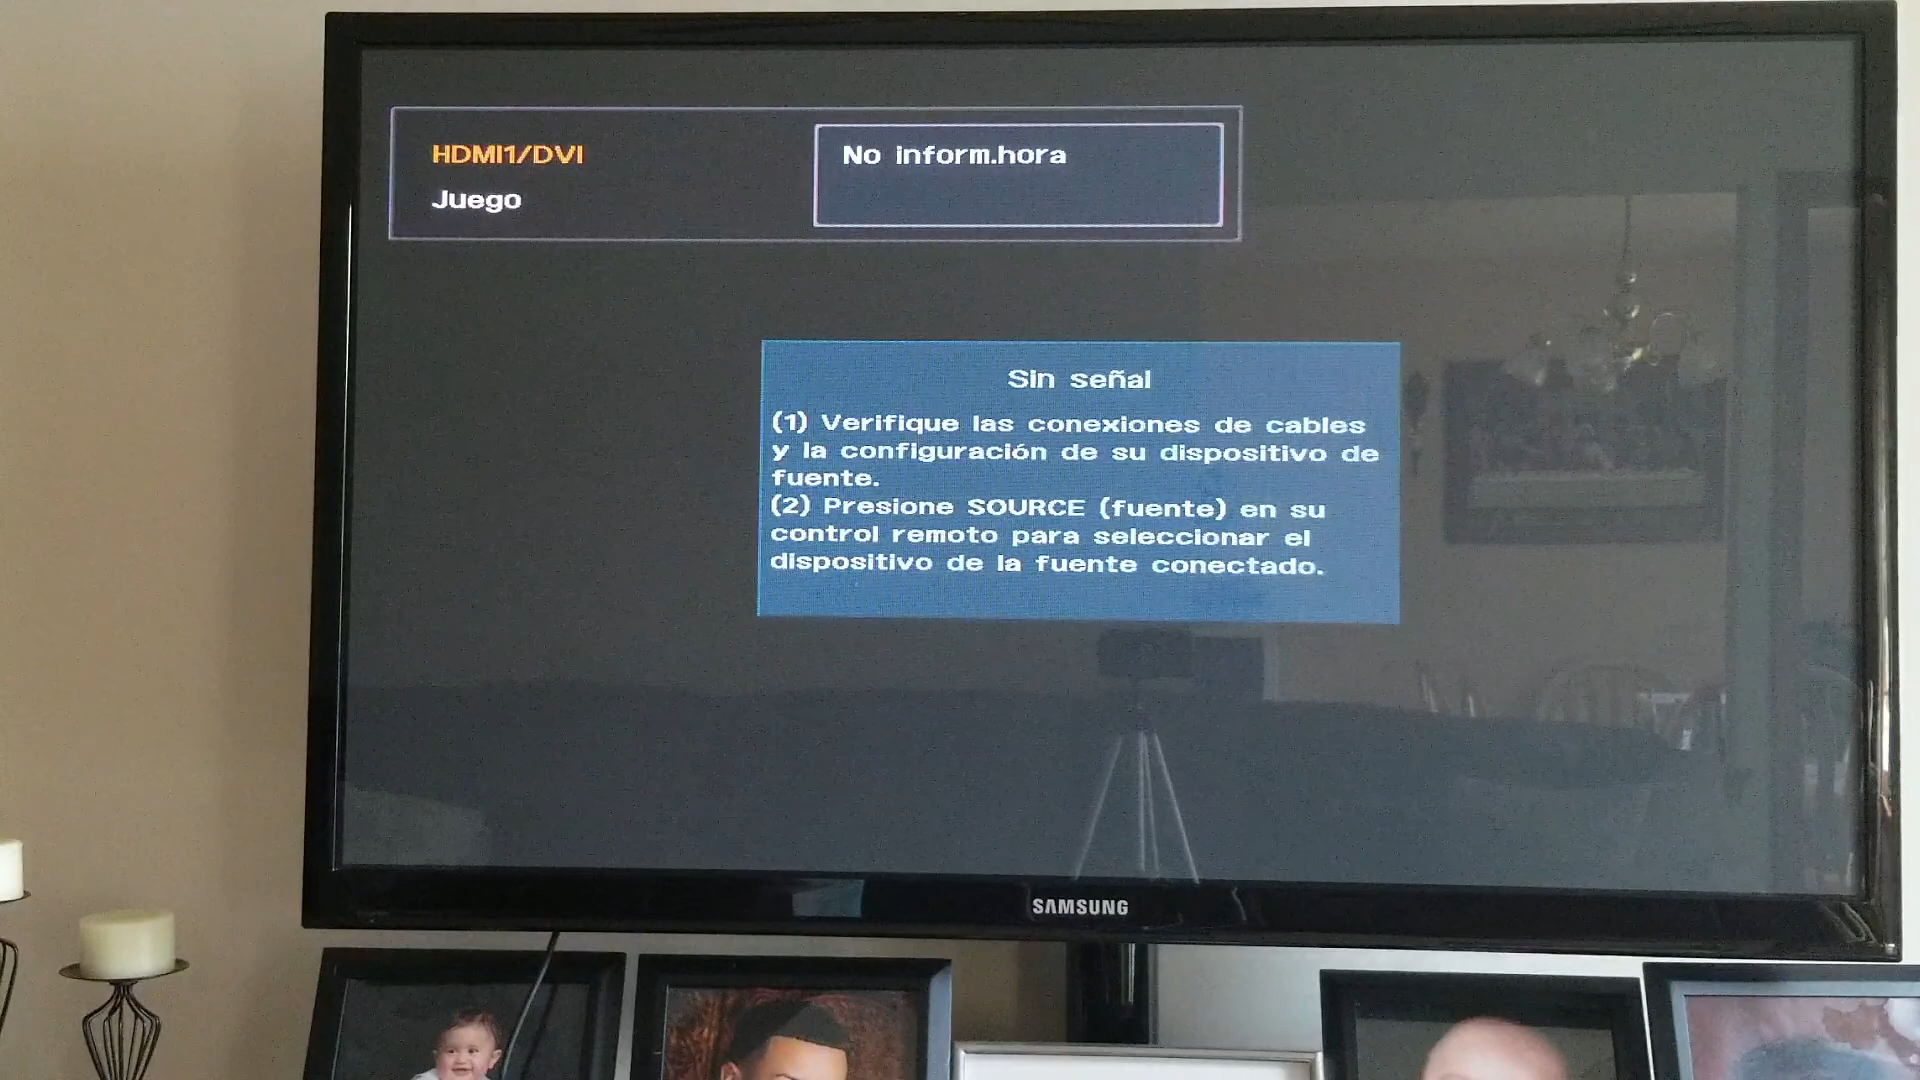 HDMI1/DVI
No inform.hora
Juego
Sin señal
(1) Verifique las conexiones de cables
y la configuración de su dispositivo de
fuente.
(2) Presione SOURCE (fuente) en su
control remoto para seleccionar el
dispositivo de la fuente conectado.
SAMSUNG